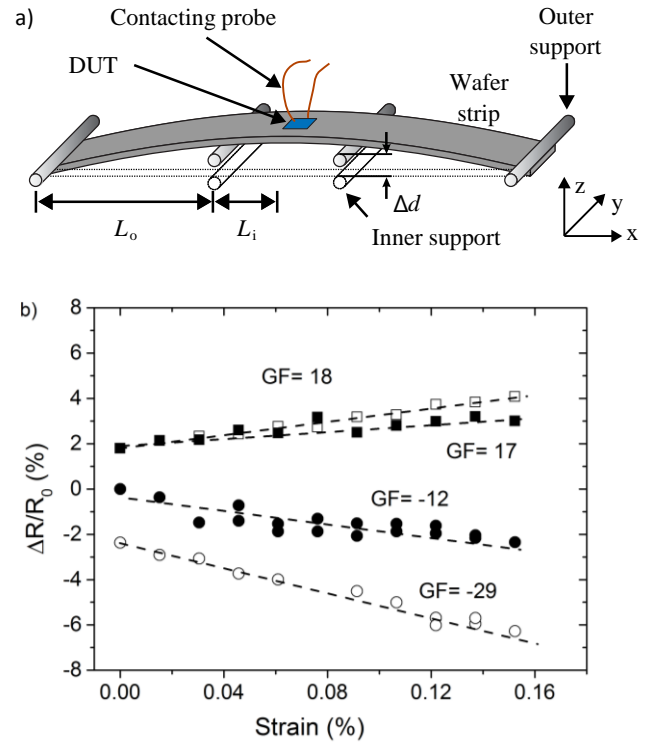 a)
Contacting probe
Outer
support
DUT
Wafer
strip
Δd
z
y
x
Lo
Li
Inner support
b)
8
6
4
2
0
-2
-4
-6
-8
ΔR/R0 (%)
GF= 18
GF= 17
GF= -12
GF= -29
0.00
0.04
0.08
0.12
0.16
Strain (%)